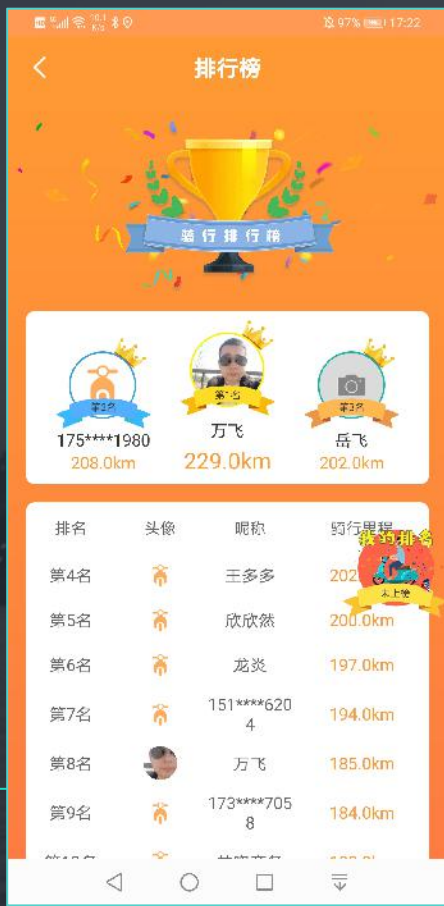 10.1 K/s 97% 17:22
排行榜
骑行排行榜
第2名 第1名 第3名
175****1980 万飞 岳飞
208.0km 229.0km 202.0km
排名 头像 昵称 骑行里程
我的排名
第4名 王多多 202
未上榜
第5名 欣欣然 200.0km
第6名 龙炎 197.0km
第7名 151****620
4 194.0km
第8名 万飞 185.0km
第9名 173****705
8 184.0km